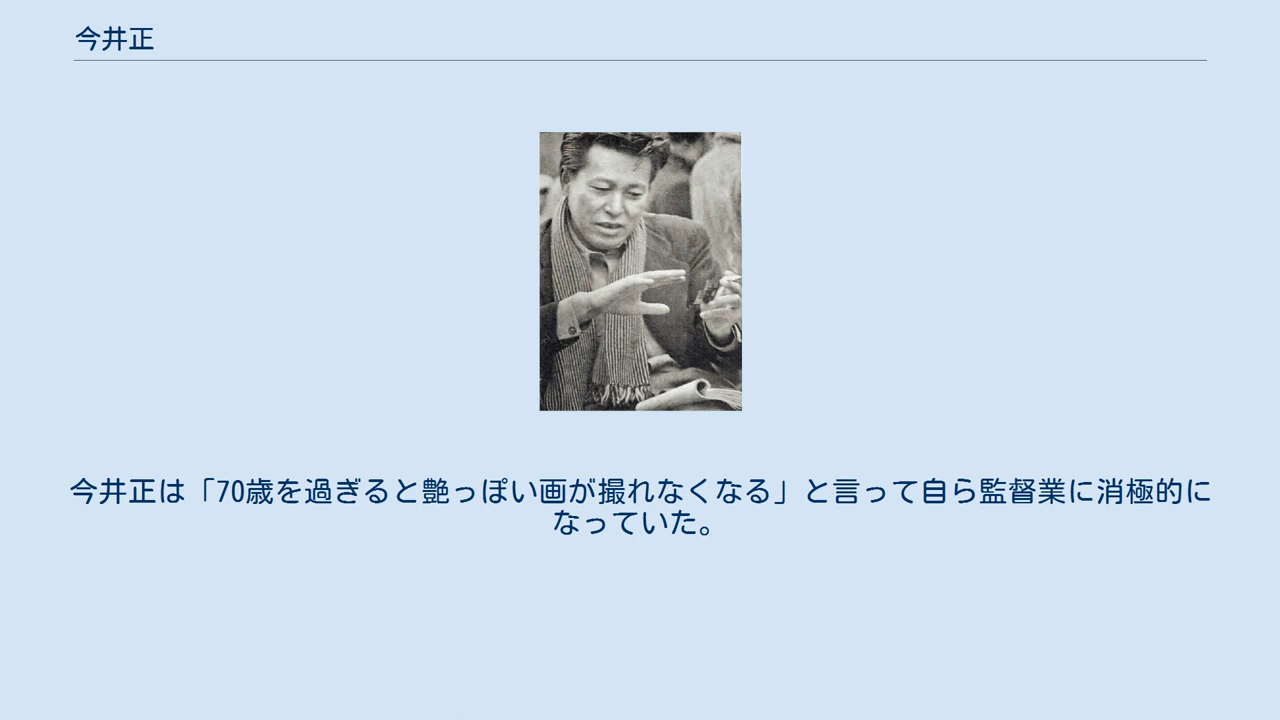 今井正
今井正は「70歳を過ぎると艶っぽい画が撮れなくなる」と言って自ら監督業に消極的に
なっていた。